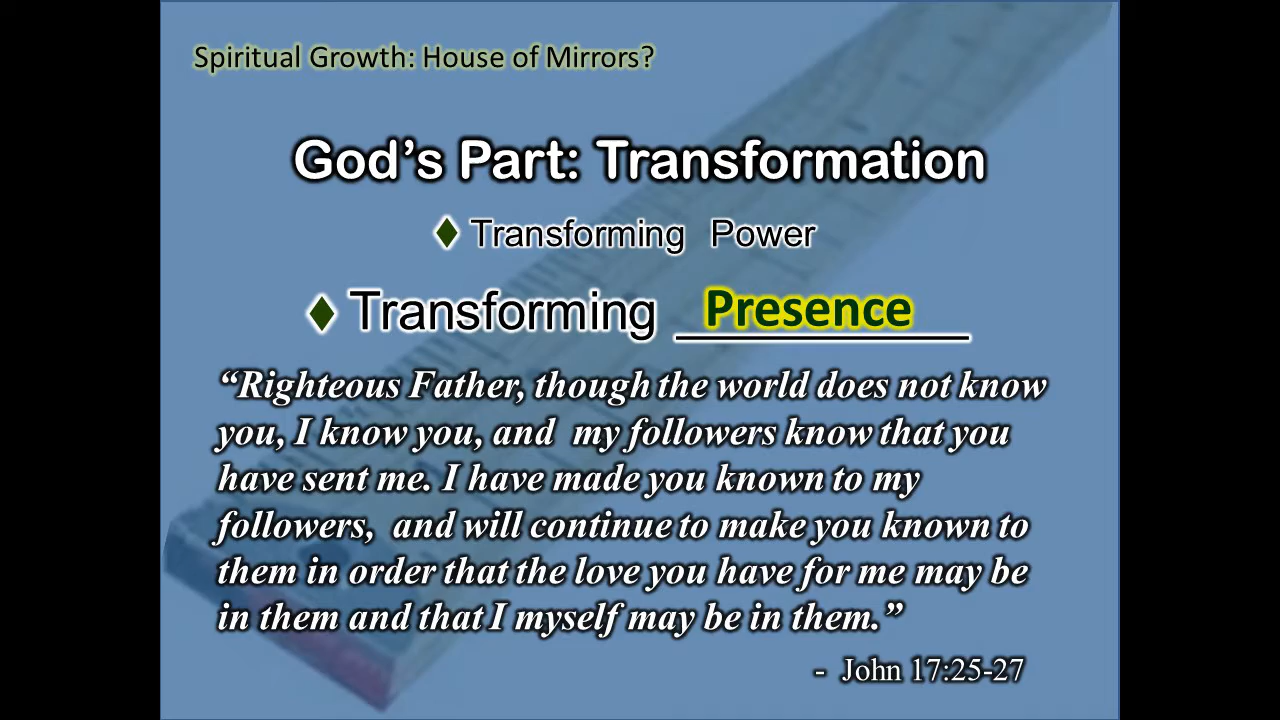 Spiritual Growth: House of Mirrors?
God’s Part: Transformation
♦ Transforming Power
♦ Transforming Presence
“Righteous Father, though the world does not know
you, I know you, and my followers know that you
have sent me. I have made you known to my
followers, and will continue to make you known to
them in order that the love you have for me may be
in them and that I myself may be in them.”
- John 17:25-27